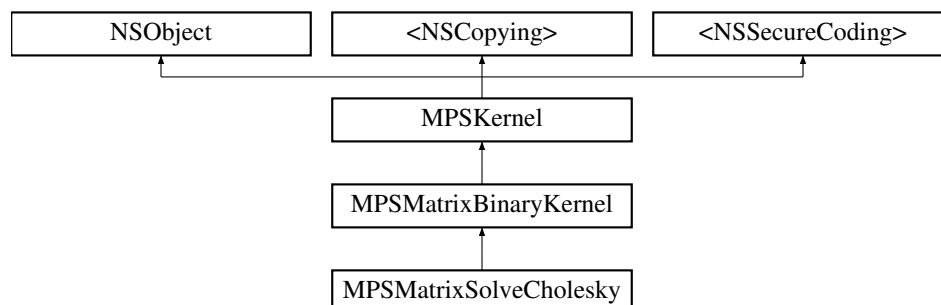 NSObject
<NSCopying>
<NSSecureCoding>
MPSKernel
MPSMatrixBinaryKernel
MPSMatrixSolveCholesky